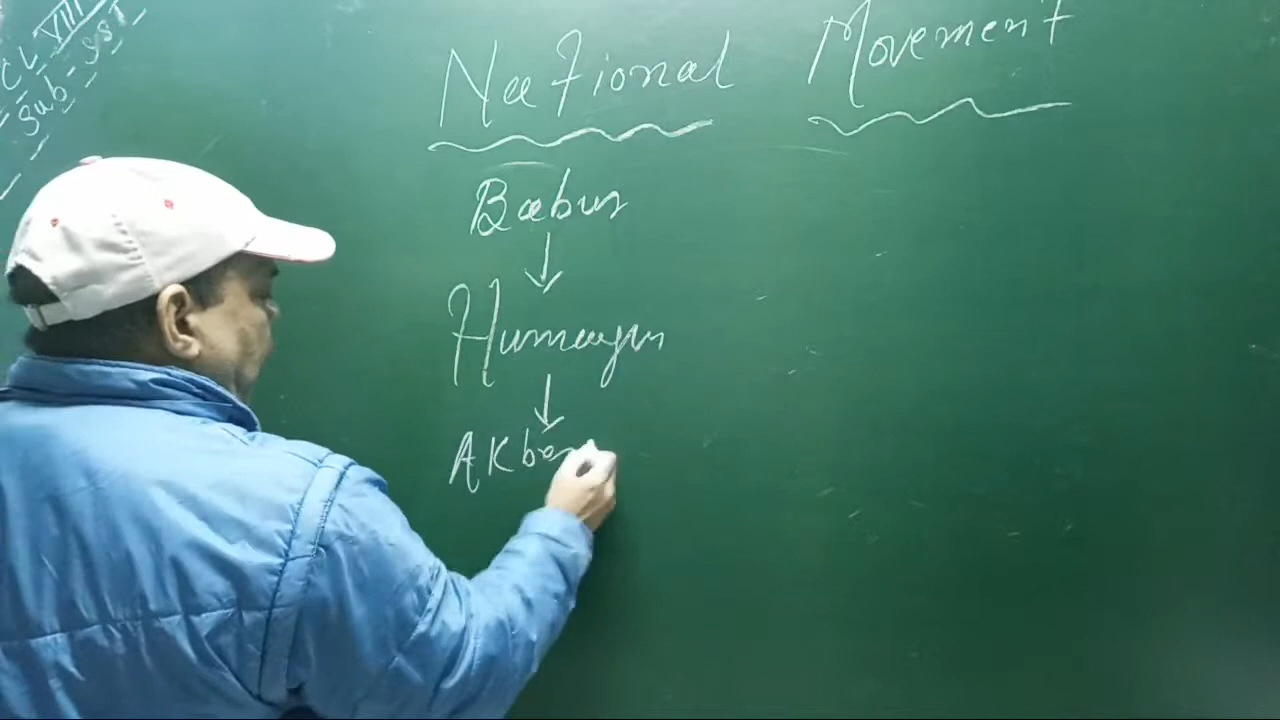 CL-VIII
Sub-SST
National Movement
Babur
↓
Humayun
↓
AKbar